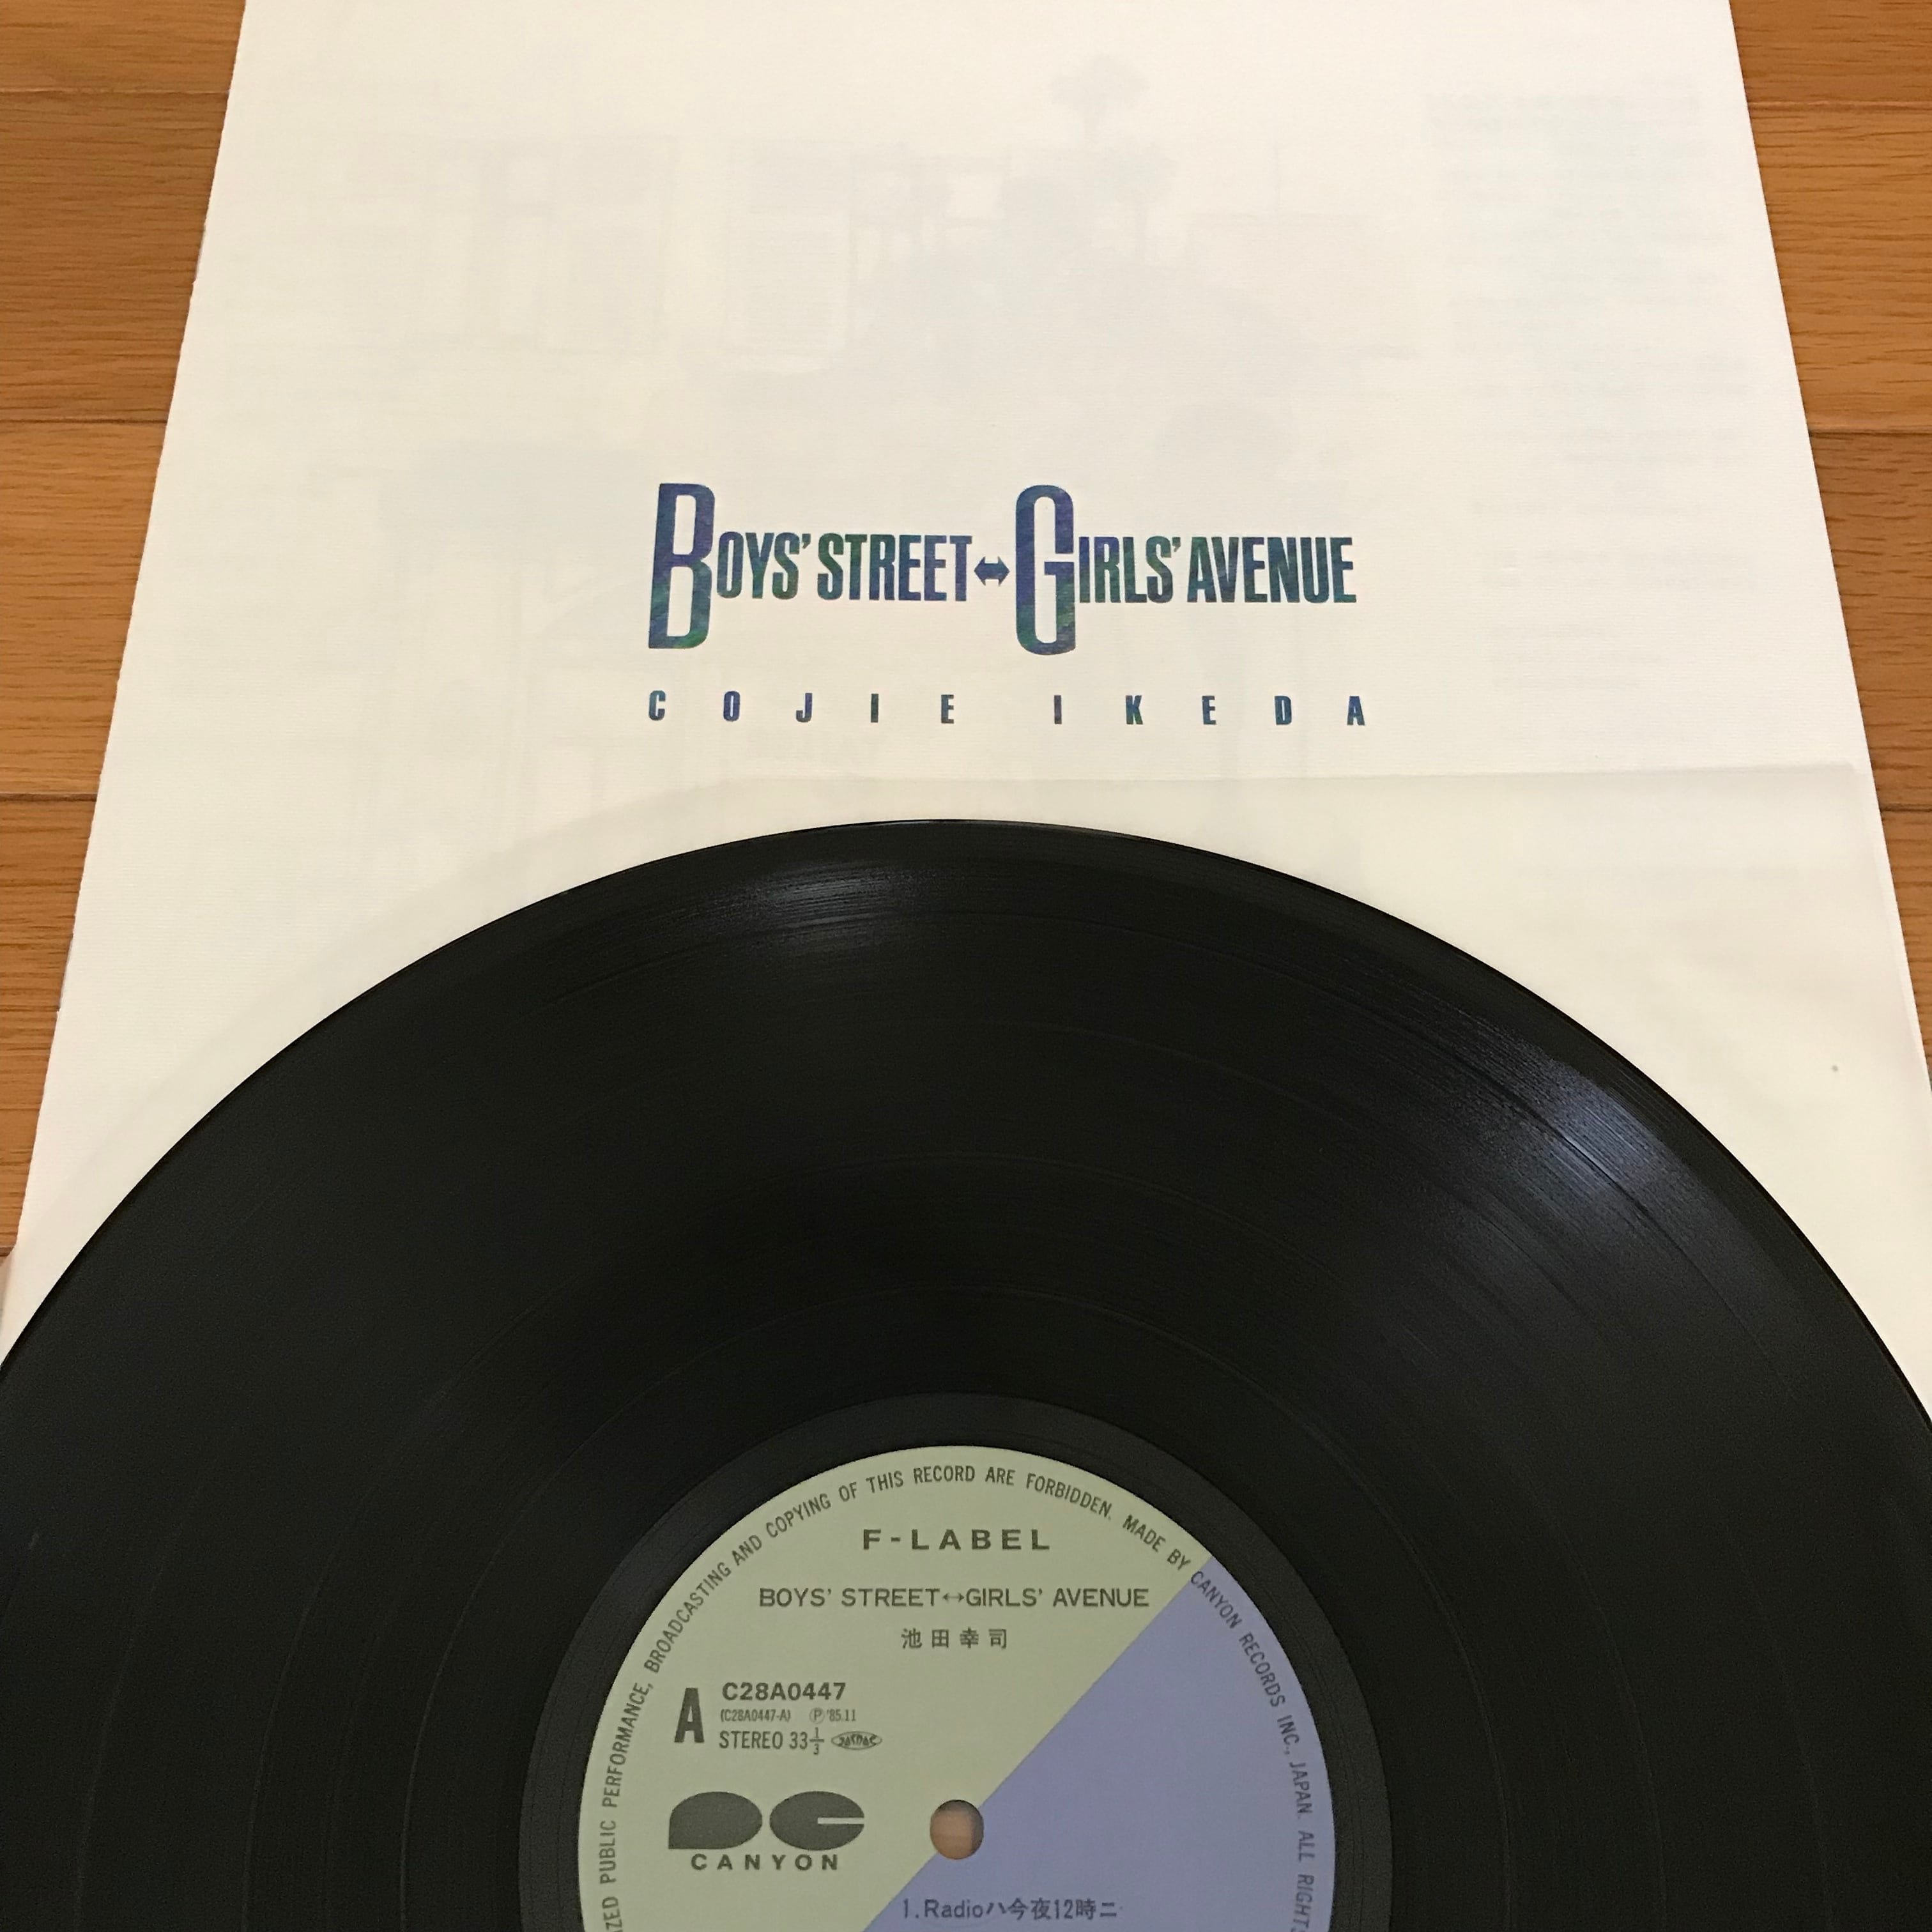 BOYS' STREET↔GIRLS' AVENUE
COJIE IKEDA
PUBLIC PERFORMANCE, BROADCASTING AND COPYING OF THIS RECORD ARE FORBIDDEN. MADE BY CANYON RECORDS INC., JAPAN. ALL RIGHTS
F-LABEL
BOYS' STREET↔GIRLS' AVENUE
池田幸司
A
C28A0447
(C28A0447-A) Ⓟ'85.11
STEREO 33⅓ JASRAC
CANYON
1.Radioハ今夜12時ニ